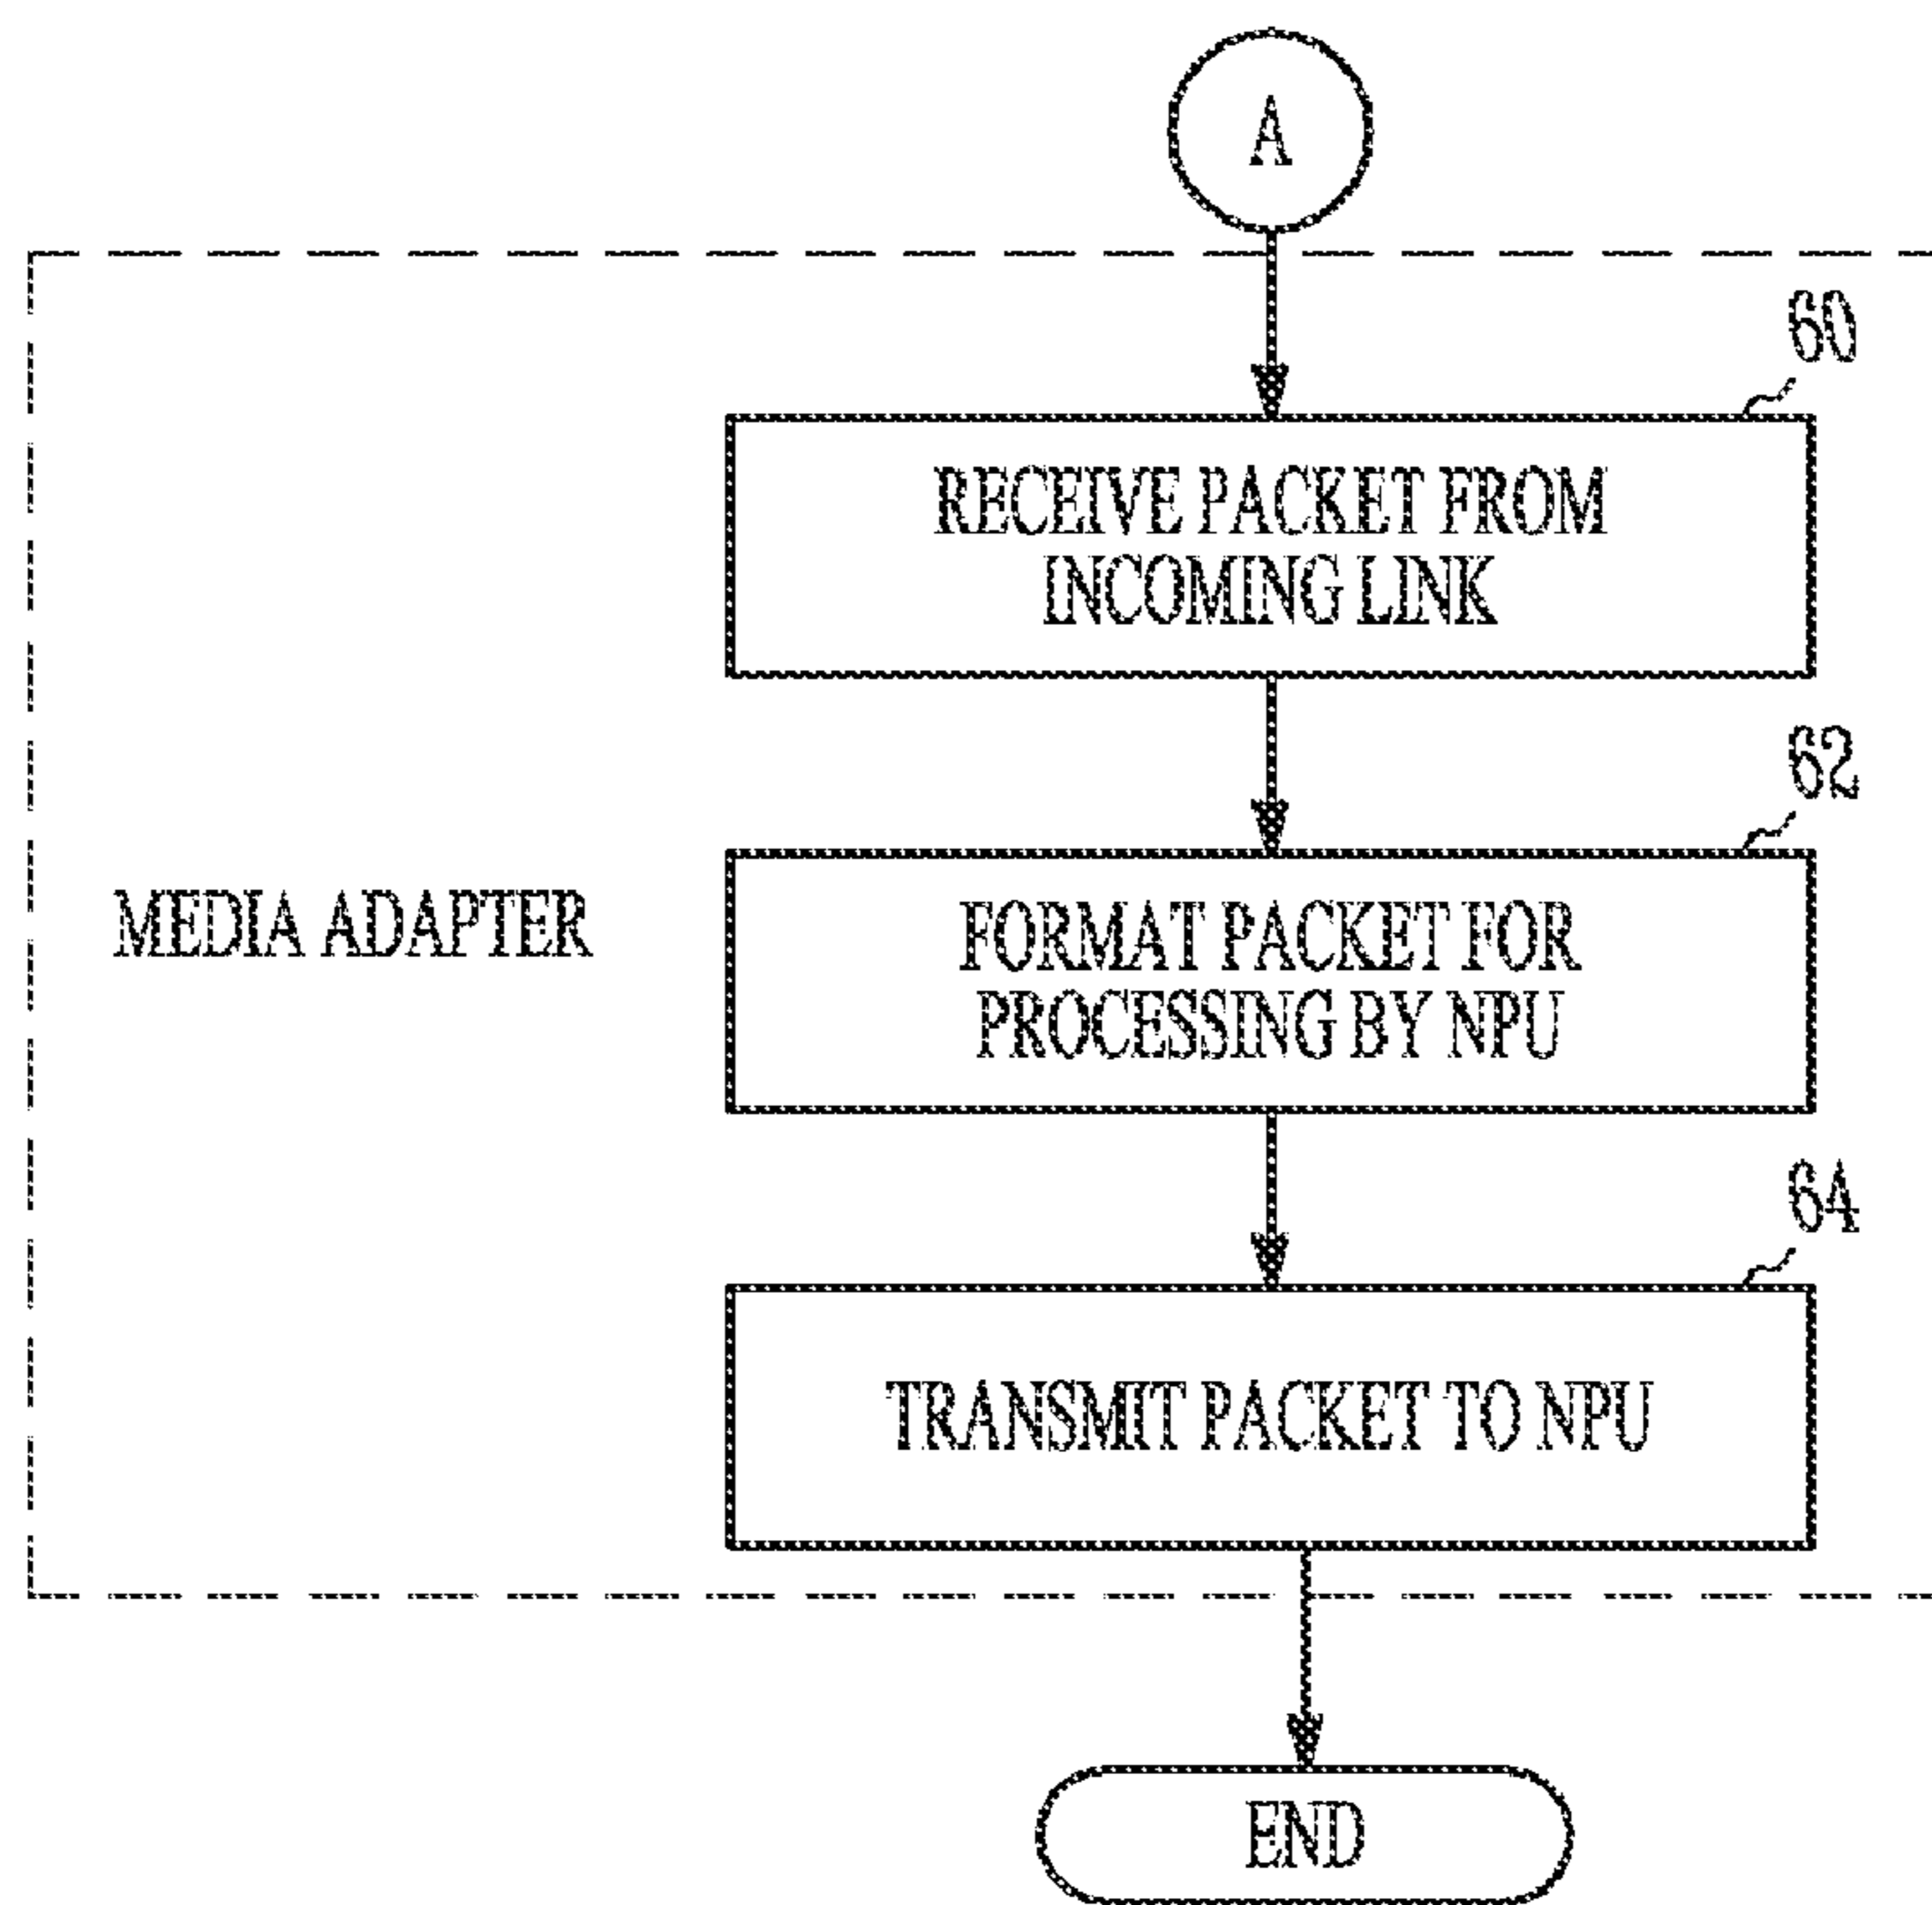 A
60
RECEIVE PACKET FROM
INCOMING LINK
62
MEDIA ADAPTER
FORMAT PACKET FOR
PROCESSING BY NPU
64
TRANSMIT PACKET TO NPU
END